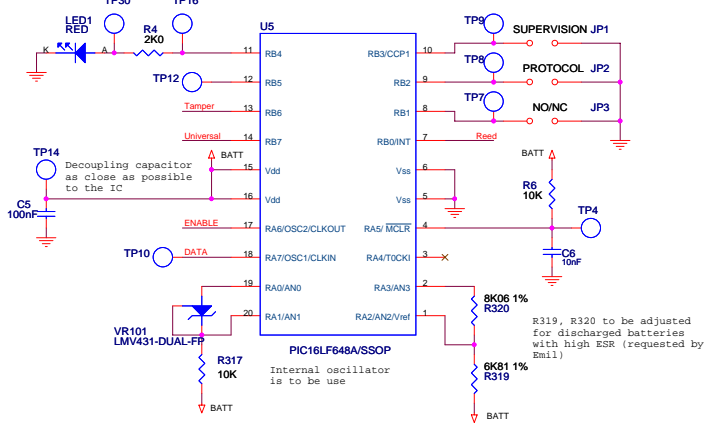 TP30
TP16
LED1
RED
R4
2K0
K
A
U5
TP9
SUPERVISION JP1
TP8
PROTOCOL JP2
TP7
NO/NC JP3
TP12
11 RB4
12 RB5
Tamper 13 RB6
Universal 14 RB7
15 Vdd
16 Vdd
ENABLE 17 RA6/OSC2/CLKOUT
TP10 DATA 18 RA7/OSC1/CLKIN
19 RA0/AN0
20 RA1/AN1
RB3/CCP1 10
RB2 9
RB1 8
RB0/INT 7 Reed
Vss 6
Vss 5
RA5/ MCLR 4
RA4/T0CKI 3
RA3/AN3 2
RA2/AN2/Vref 1
BATT
TP14
Decoupling capacitor
as close as possible
to the IC
C5
100nF
BATT
R6
10K
TP4
C6
10nF
VR101
LMV431-DUAL-FP
R317
10K
BATT
PIC16LF648A/SSOP
Internal oscillator
is to be use
8K06 1%
R320
6K81 1%
R319
BATT
R319, R320 to be adjusted
for discharged batteries
with high ESR (requested by
Emil)